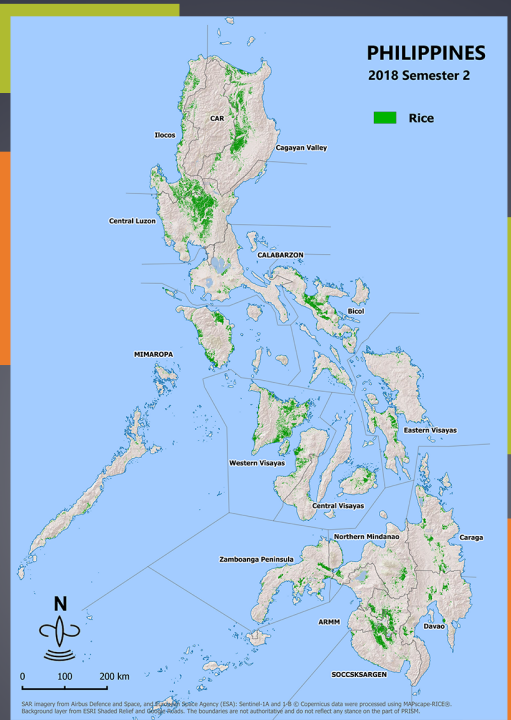 PHILIPPINES
2018 Semester 2
Rice
CAR
Ilocos
Cagayan Valley
Central Luzon
CALABARZON
Bicol
MIMAROPA
Eastern Visayas
Western Visayas
Central Visayas
Northern Mindanao
Caraga
Zamboanga Peninsula
ARMM
Davao
SOCCSKSARGEN
N
0 50 100 km
SAR imagery from Airbus Defence and Space, and European Space Agency (ESA): Sentinel-1A and 1-B © Copernicus data were processed using MAPscape-RICE®.
Background layer from ESRI Shaded Relief and Google Roads. The boundaries are not authoritative and do not reflect any stance on the part of PRISM.